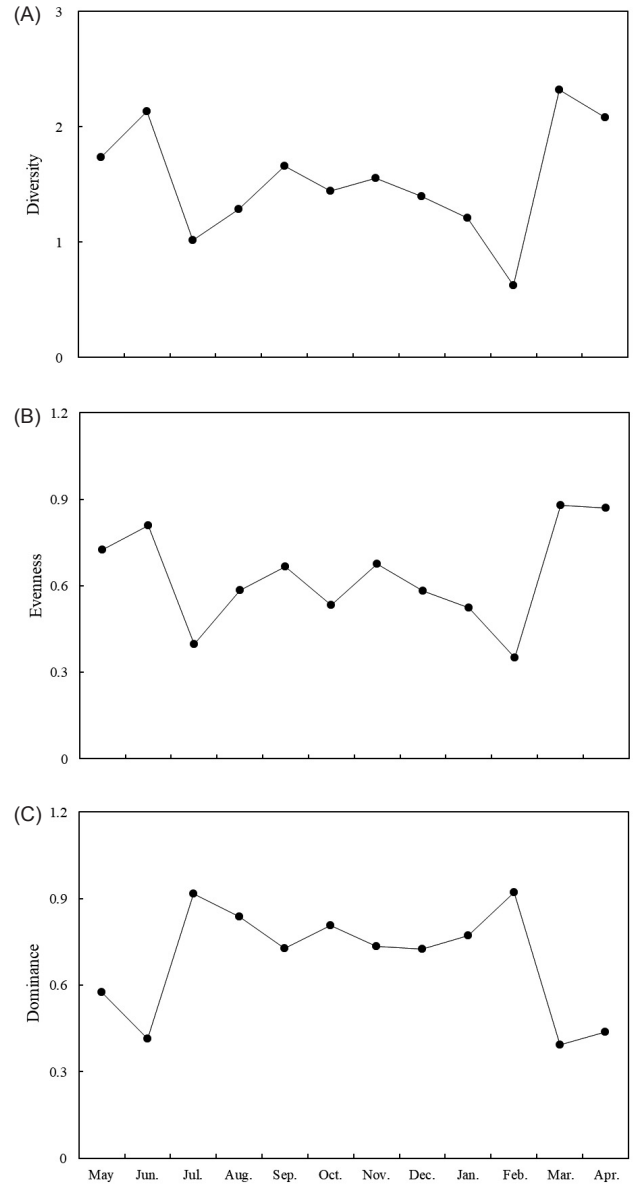 (A)
3
2
1
0
Diversity
(B)
1.2
0.9
0.6
0.3
0
Evenness
(C)
1.2
0.9
0.6
0.3
0
Dominance
May Jun. Jul. Aug. Sep. Oct. Nov. Dec. Jan. Feb. Mar. Apr.